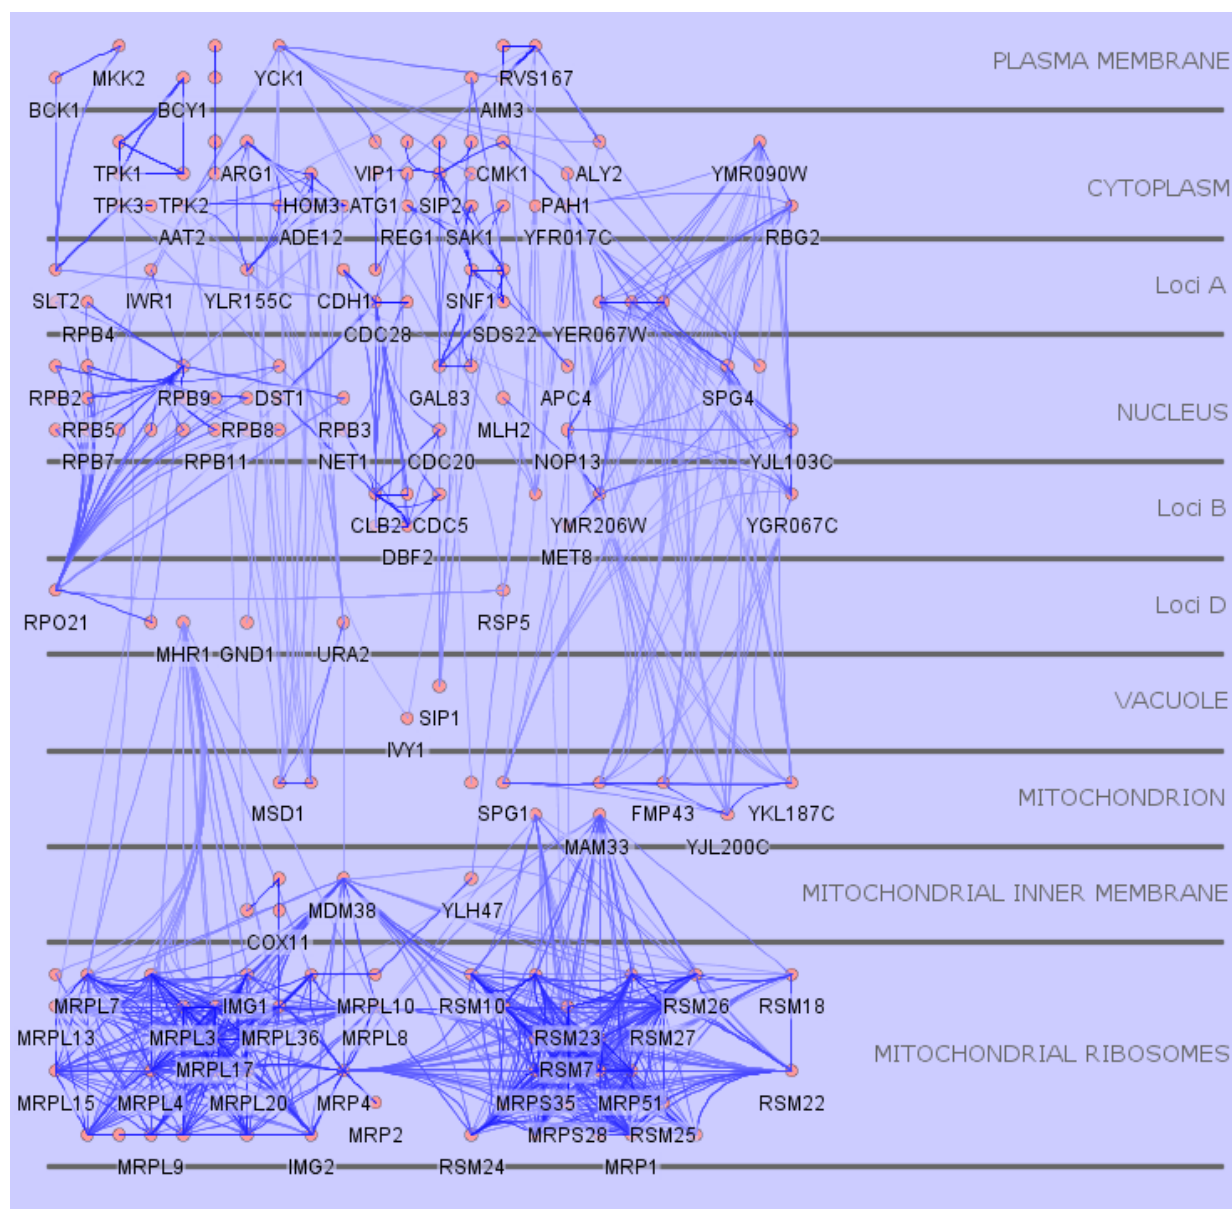 PLASMA MEMBRANE
MKK2 YCK1 RVS167
BCK1 BCY1 AIM3
TPK1 ARG1 VIP1 CMK1 ALY2 YMR090W
CYTOPLASM
TPK3 TPK2 HOM3 ATG1 SIP2 PAH1
AAT2 ADE12 REG1 SAK1 YFR017C RBG2
Loci A
SLT2 IWR1 YLR155C CDH1 SNF1
RPB4 CDC28 SDS22 YER067W
RPB2 RPB9 DST1 GAL83 APC4 SPG4
NUCLEUS
RPB5 RPB8 RPB3 MLH2
RPB7 RPB11 NET1 CDC20 NOP13 YJL103C
Loci B
CLB2 CDC5 YMR206W YGR067C
DBF2 MET8
Loci D
RPO21 RSP5
MHR1 GND1 URA2
VACUOLE
SIP1
IVY1
MITOCHONDRION
MSD1 SPG1 FMP43 YKL187C
MAM33 YJL200C
MITOCHONDRIAL INNER MEMBRANE
MDM38 YLH47
COX11
MRPL7 IMG1 MRPL10 RSM10 RSM26 RSM18
MRPL13 MRPL3 MRPL36 MRPL8 RSM23 RSM27
MITOCHONDRIAL RIBOSOMES
MRPL17 RSM7
MRPL15 MRPL4 MRPL20 MRP4 MRPS35 MRP51 RSM22
MRP2 MRPS28 RSM25
MRPL9 IMG2 RSM24 MRP1